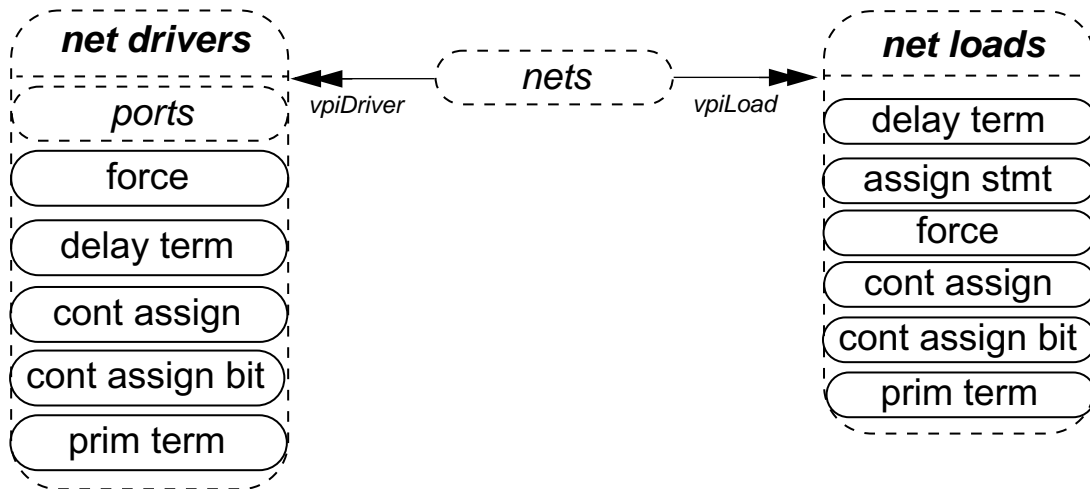 net drivers
ports
force
delay term
cont assign
cont assign bit
prim term
vpiDriver
nets
vpiLoad
net loads
delay term
assign stmt
force
cont assign
cont assign bit
prim term